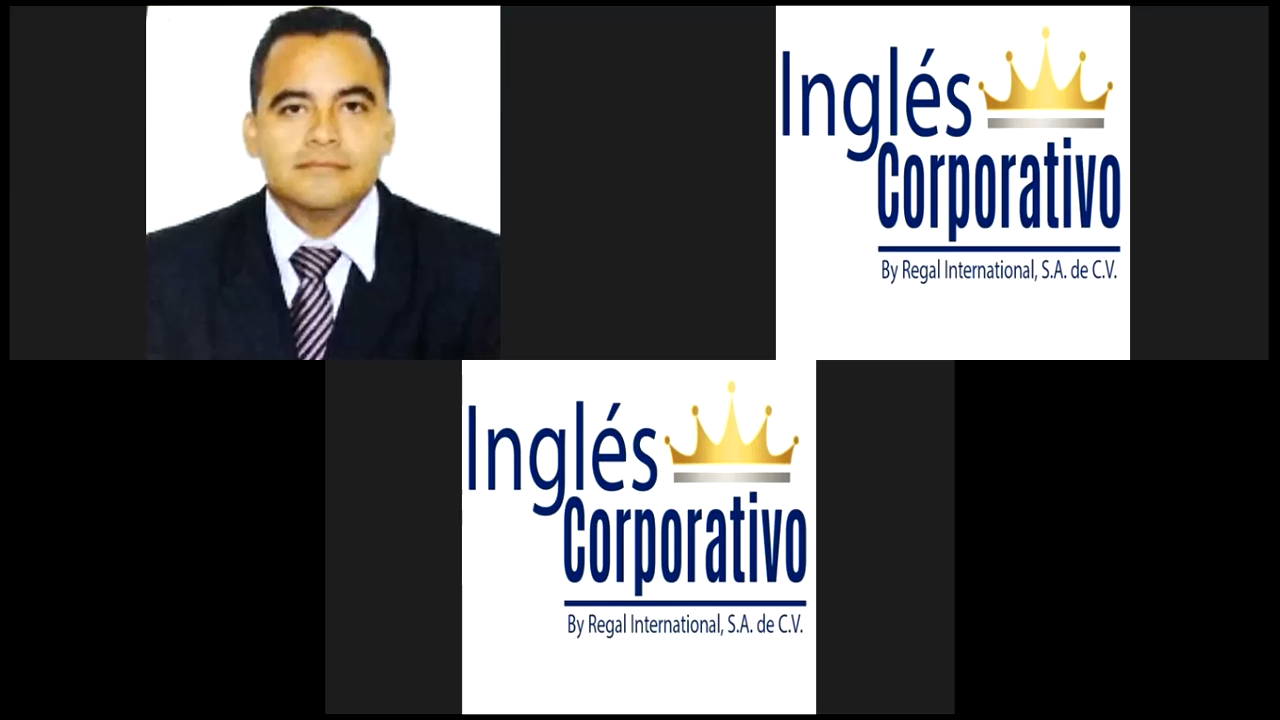 Inglés
Corporativo
By Regal International, S.A. de C.V.
Inglés
Corporativo
By Regal International, S.A. de C.V.